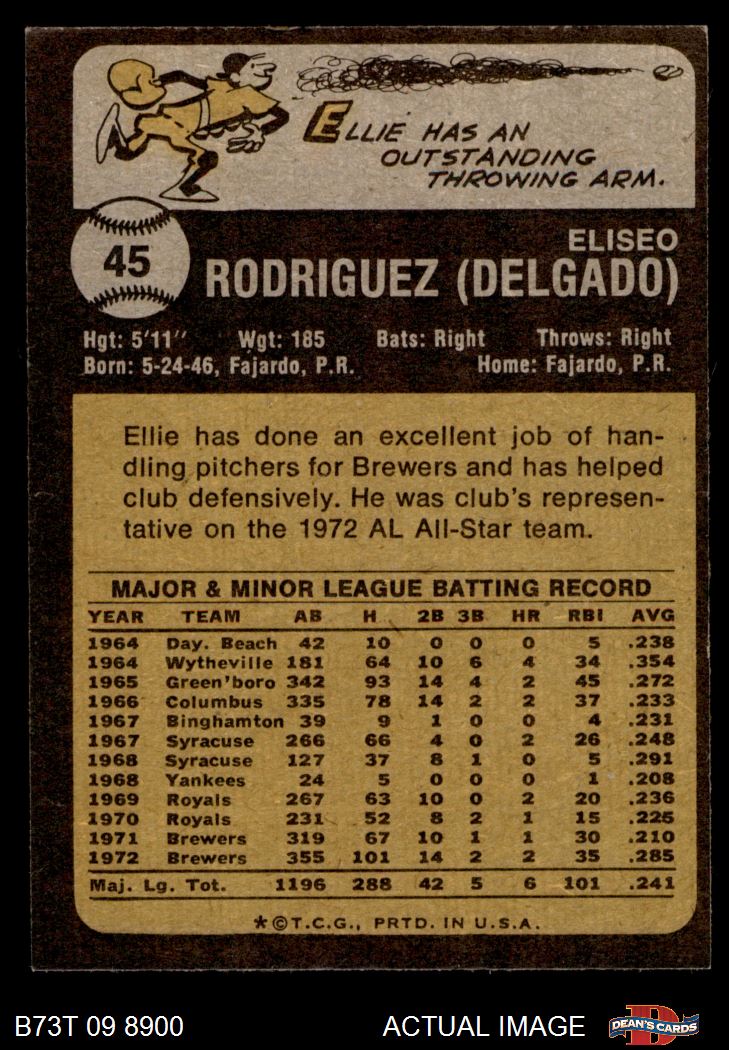 ELLIE HAS AN
OUTSTANDING
THROWING ARM.
45
ELISEO
RODRIGUEZ (DELGADO)
Hgt: 5'11" Wgt: 185 Bats: Right Throws: Right
Born: 5-24-46, Fajardo, P.R. Home: Fajardo, P.R.
Ellie has done an excellent job of han-
dling pitchers for Brewers and has helped
club defensively. He was club's represen-
tative on the 1972 AL All-Star team.
MAJOR & MINOR LEAGUE BATTING RECORD
YEAR TEAM AB H 2B 3B HR RBI AVG
1964 Day. Beach 42 10 0 0 0 5 .238
1964 Wytheville 181 64 10 6 4 34 .354
1965 Green'boro 342 93 14 4 2 45 .272
1966 Columbus 335 78 14 2 2 37 .233
1967 Binghamton 39 9 1 0 0 4 .231
1967 Syracuse 266 66 4 0 2 26 .248
1968 Syracuse 127 37 8 1 0 5 .291
1968 Yankees 24 5 0 0 0 1 .208
1969 Royals 267 63 10 0 2 20 .236
1970 Royals 231 52 8 2 1 15 .225
1971 Brewers 319 67 10 1 1 30 .210
1972 Brewers 355 101 14 2 2 35 .285
Maj. Lg. Tot. 1196 288 42 5 6 101 .241
*©T.C.G., PRTD. IN U.S.A.
B73T 09 8900 ACTUAL IMAGE DEAN'S CARDS